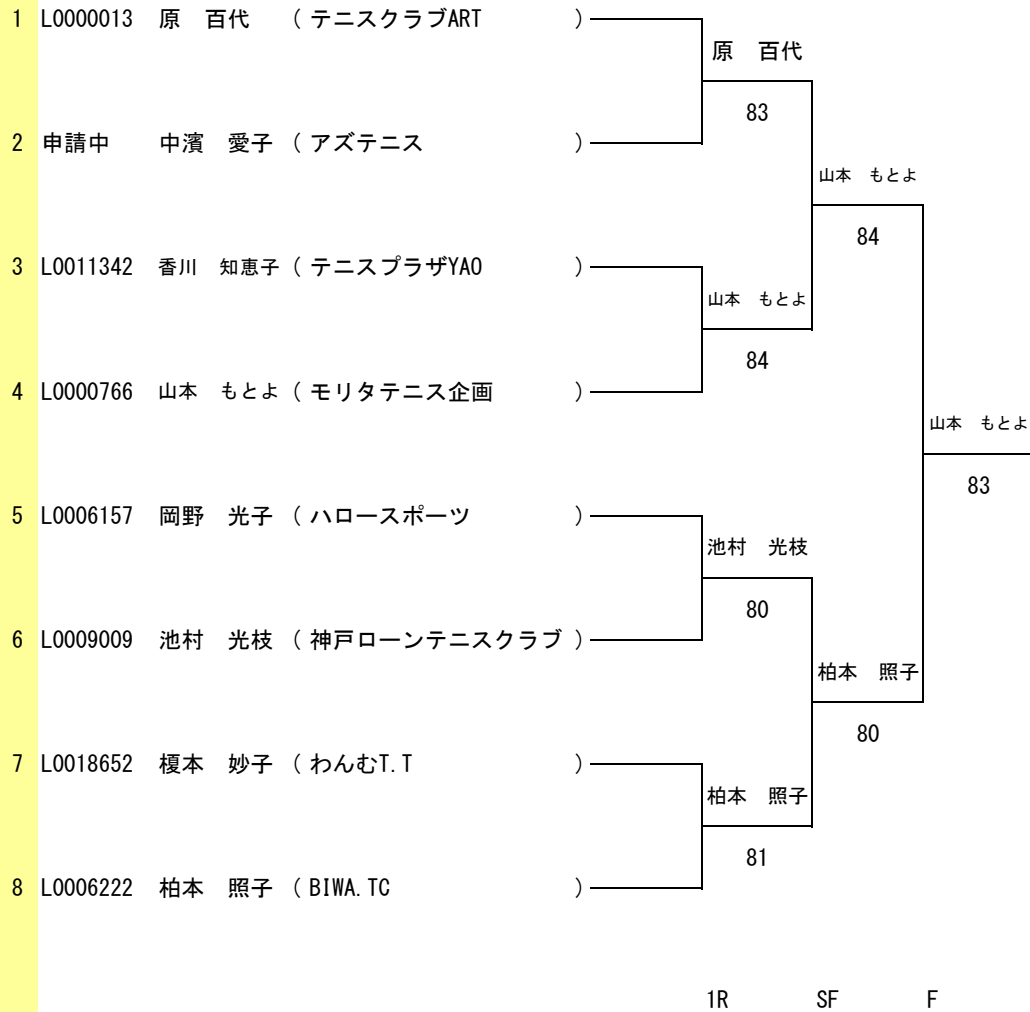 1 L0000013 原　百代 ( テニスクラブART )
原　百代
83
2 申請中 中濱　愛子 ( アズテニス )
山本　もとよ
84
3 L0011342 香川　知恵子 ( テニスプラザYAO )
山本　もとよ
84
4 L0000766 山本　もとよ ( モリタテニス企画 )
山本　もとよ
83
5 L0006157 岡野　光子 ( ハロースポーツ )
池村　光枝
80
6 L0009009 池村　光枝 ( 神戸ローンテニスクラブ )
柏本　照子
80
7 L0018652 榎本　妙子 ( わんむT.T )
柏本　照子
81
8 L0006222 柏本　照子 ( BIWA.TC )
1R SF F